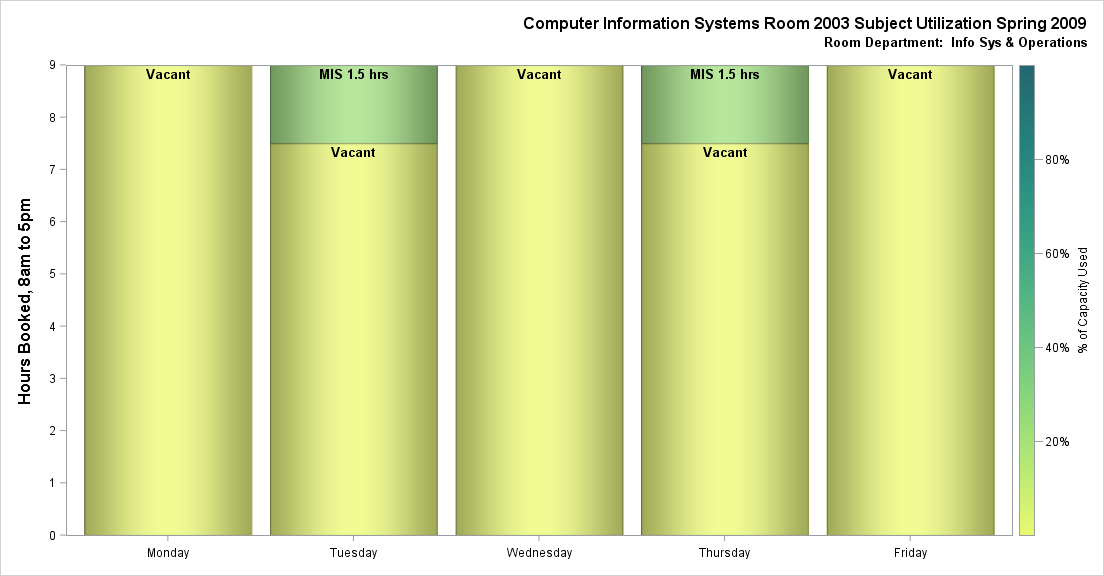 Computer Information Systems Room 2003 Subject Utilization Spring 2009
Room Department:  Info Sys & Operations
Hours Booked, 8am to 5pm
9
8
7
6
5
4
3
2
1
0
Vacant
MIS 1.5 hrs
Vacant
Vacant
MIS 1.5 hrs
Vacant
Vacant
Monday
Tuesday
Wednesday
Thursday
Friday
80%
60%
40%
20%
% of Capacity Used